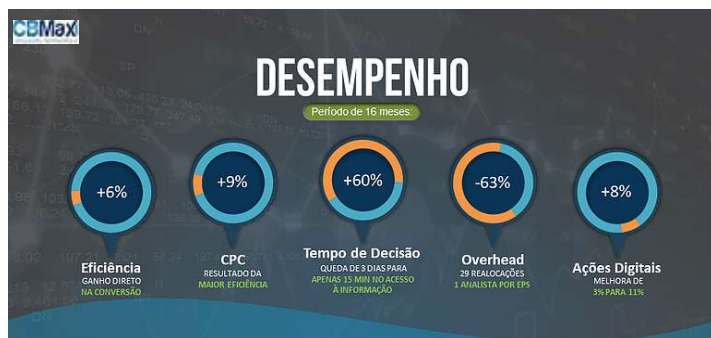 CBMax
DESEMPENHO
Período de 16 meses:
+6%
+9%
+60%
-63%
+8%
Eficiência
GANHO DIRETO
NA CONVERSÃO
CPC
RESULTADO DA
MAIOR EFICIÊNCIA
Tempo de Decisão
QUEDA DE 3 DIAS PARA
APENAS 15 MIN NO ACESSO
À INFORMAÇÃO
Overhead
29 REALOCAÇÕES
1 ANALISTA POR EPS
Ações Digitais
MELHORA DE
3% PARA 11%